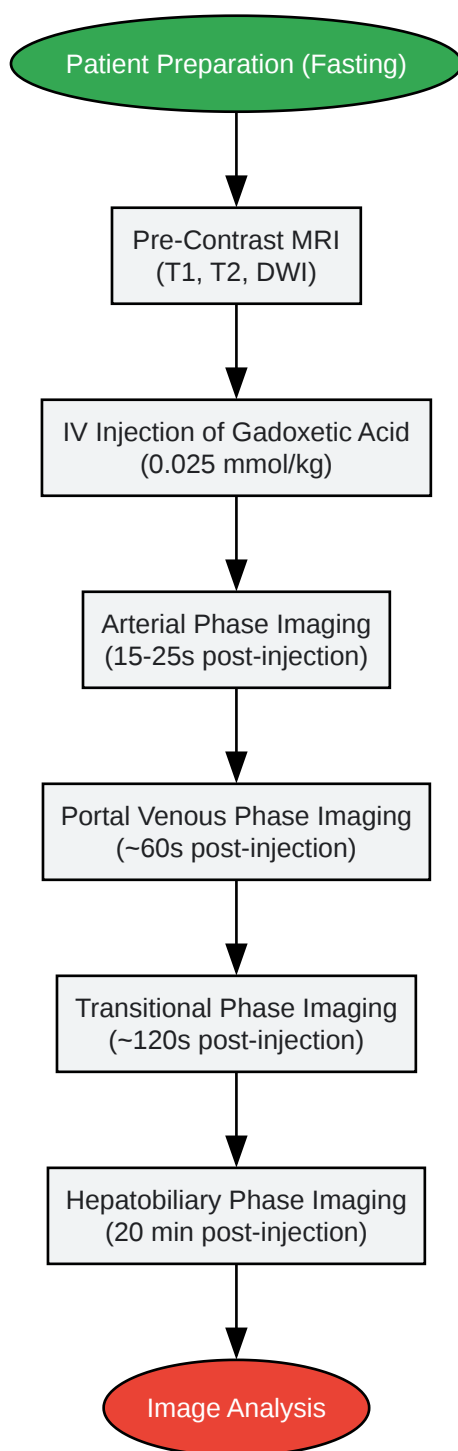 Patient Preparation (Fasting)
Pre-Contrast MRI
(T1, T2, DWI)
IV Injection of Gadoxetic Acid
(0.025 mmol/kg)
Arterial Phase Imaging
(15-25s post-injection)
Portal Venous Phase Imaging
(~60s post-injection)
Transitional Phase Imaging
(~120s post-injection)
Hepatobiliary Phase Imaging
(20 min post-injection)
Image Analysis